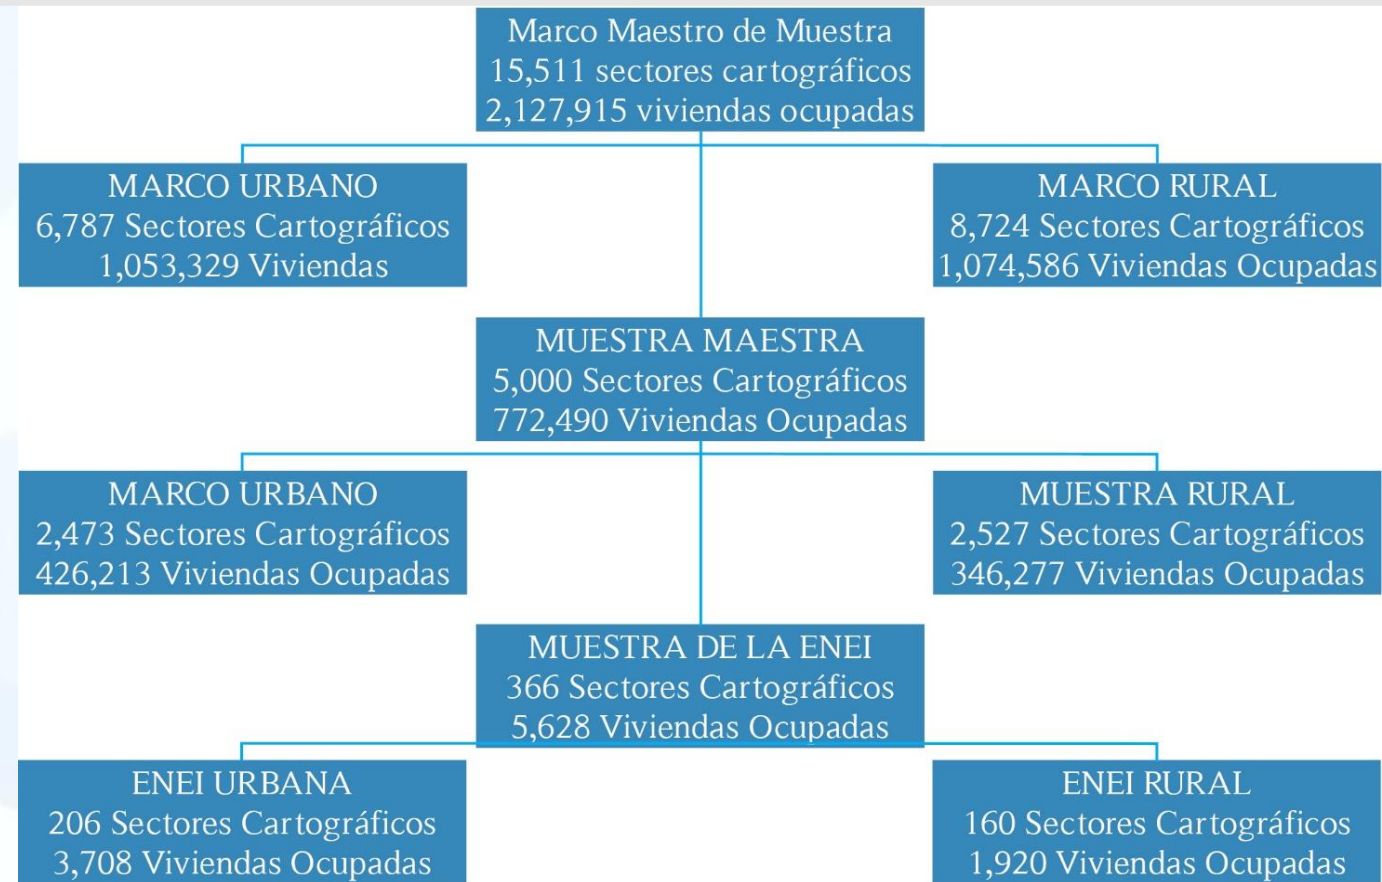 Marco Maestro de Muestra
15,511 sectores cartográficos
2,127,915 viviendas ocupadas
MARCO URBANO
6,787 Sectores Cartográficos
1,053,329 Viviendas
MARCO RURAL
8,724 Sectores Cartográficos
1,074,586 Viviendas Ocupadas
MUESTRA MAESTRA
5,000 Sectores Cartográficos
772,490 Viviendas Ocupadas
MARCO URBANO
2,473 Sectores Cartográficos
426,213 Viviendas Ocupadas
MUESTRA RURAL
2,527 Sectores Cartográficos
346,277 Viviendas Ocupadas
MUESTRA DE LA ENEI
366 Sectores Cartográficos
5,628 Viviendas Ocupadas
ENEI URBANA
206 Sectores Cartográficos
3,708 Viviendas Ocupadas
ENEI RURAL
160 Sectores Cartográficos
1,920 Viviendas Ocupadas